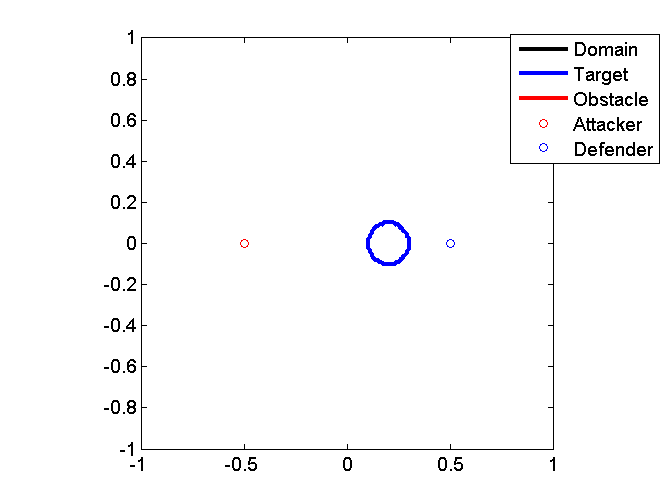 Domain
Target
Obstacle
Attacker
Defender
1
0.8
0.6
0.4
0.2
0
-0.2
-0.4
-0.6
-0.8
-1
-1 -0.5 0 0.5 1